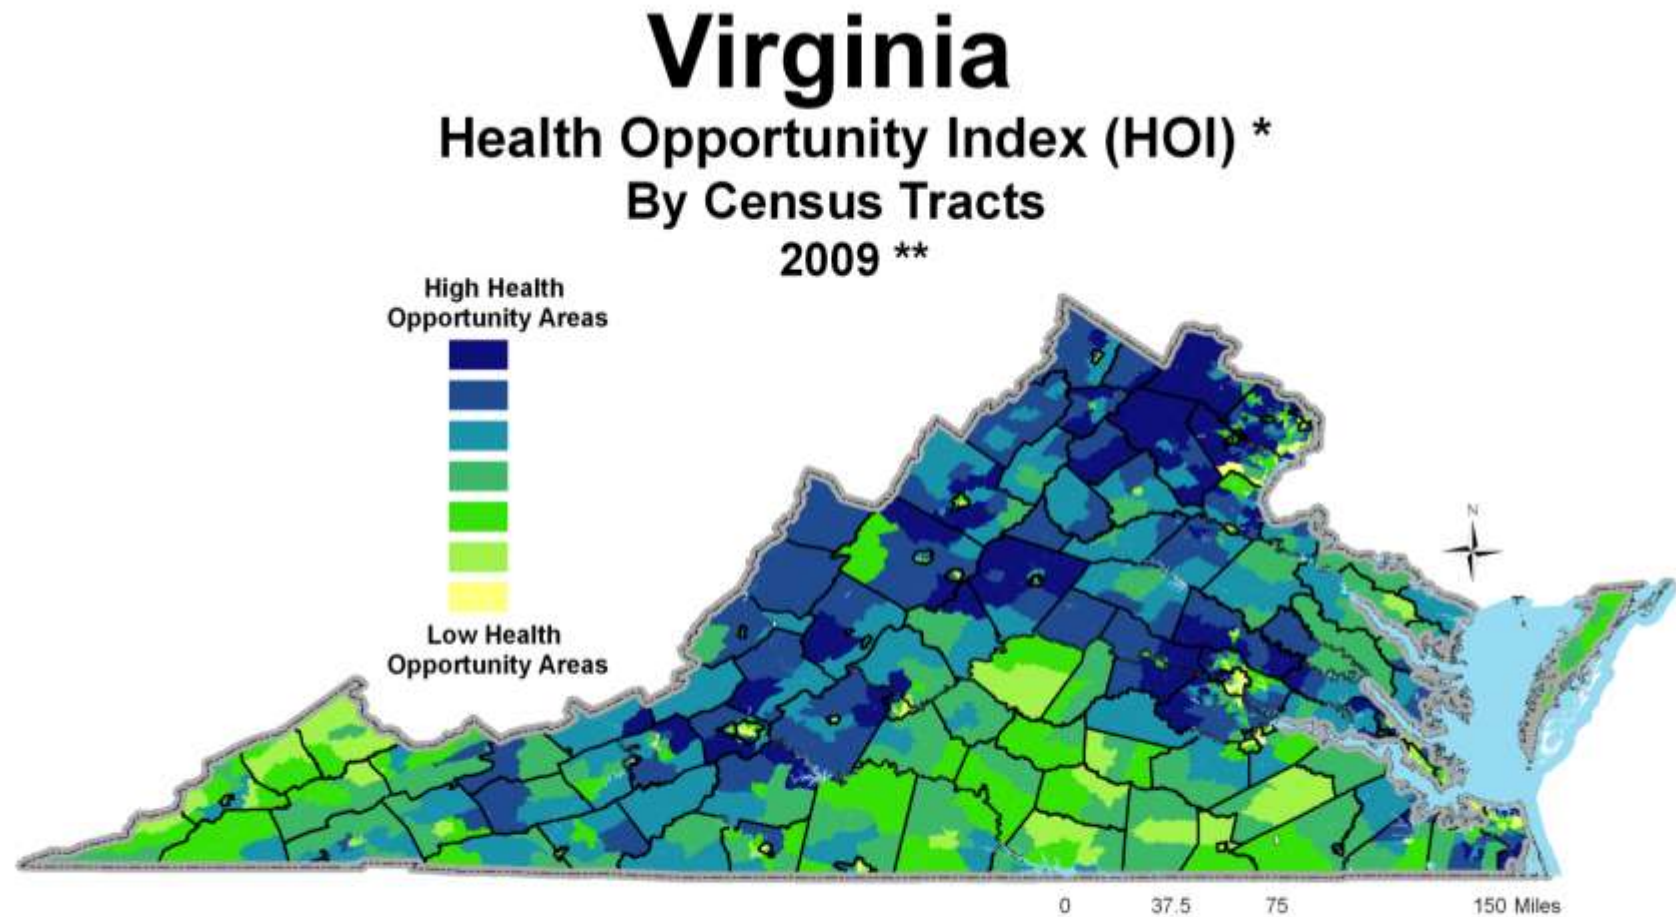 Virginia
Health Opportunity Index (HOI) *
By Census Tracts
2009 **
High Health
Opportunity Areas
Low Health
Opportunity Areas
N
0 37.5 75 150 Miles